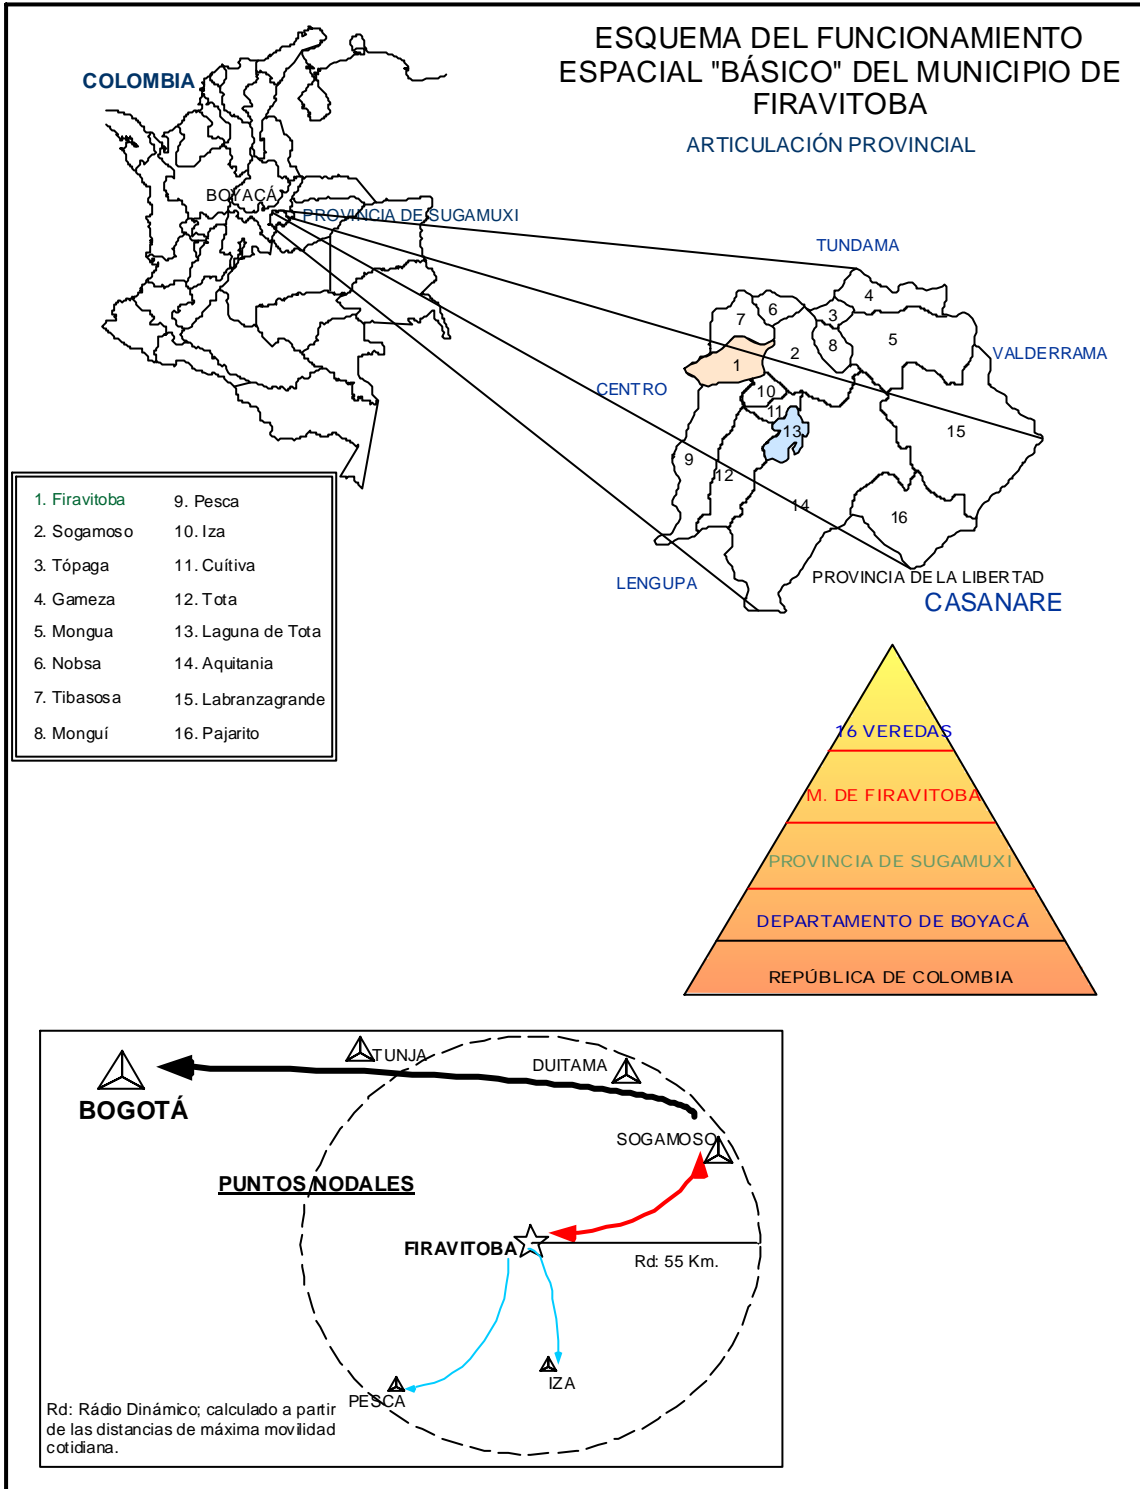 ESQUEMA DEL FUNCIONAMIENTO
ESPACIAL "BÁSICO" DEL MUNICIPIO DE
FIRAVITOBA
ARTICULACIÓN PROVINCIAL
COLOMBIA
BOYACÁ
PROVINCIA DE SUGAMUXI
TUNDAMA
VALDERRAMA
CENTRO
LENGUPA
PROVINCIA DE LA LIBERTAD
CASANARE
4
6
3
7
5
2
8
1
10
11
13
15
9
12
14
16
1. Firavitoba
2. Sogamoso
3. Tópaga
4. Gameza
5. Mongua
6. Nobsa
7. Tibasosa
8. Monguí
9. Pesca
10. Iza
11. Cuítiva
12. Tota
13. Laguna de Tota
14. Aquitania
15. Labranzagrande
16. Pajarito
16 VEREDAS
M. DE FIRAVITOBA
PROVINCIA DE SUGAMUXI
DEPARTAMENTO DE BOYACÁ
REPÚBLICA DE COLOMBIA
TUNJA
DUITAMA
BOGOTÁ
SOGAMOSO
PUNTOS NODALES
FIRAVITOBA
Rd: 55 Km.
IZA
PESCA
Rd: Rádio Dinámico; calculado a partir
de las distancias de máxima movilidad
cotidiana.